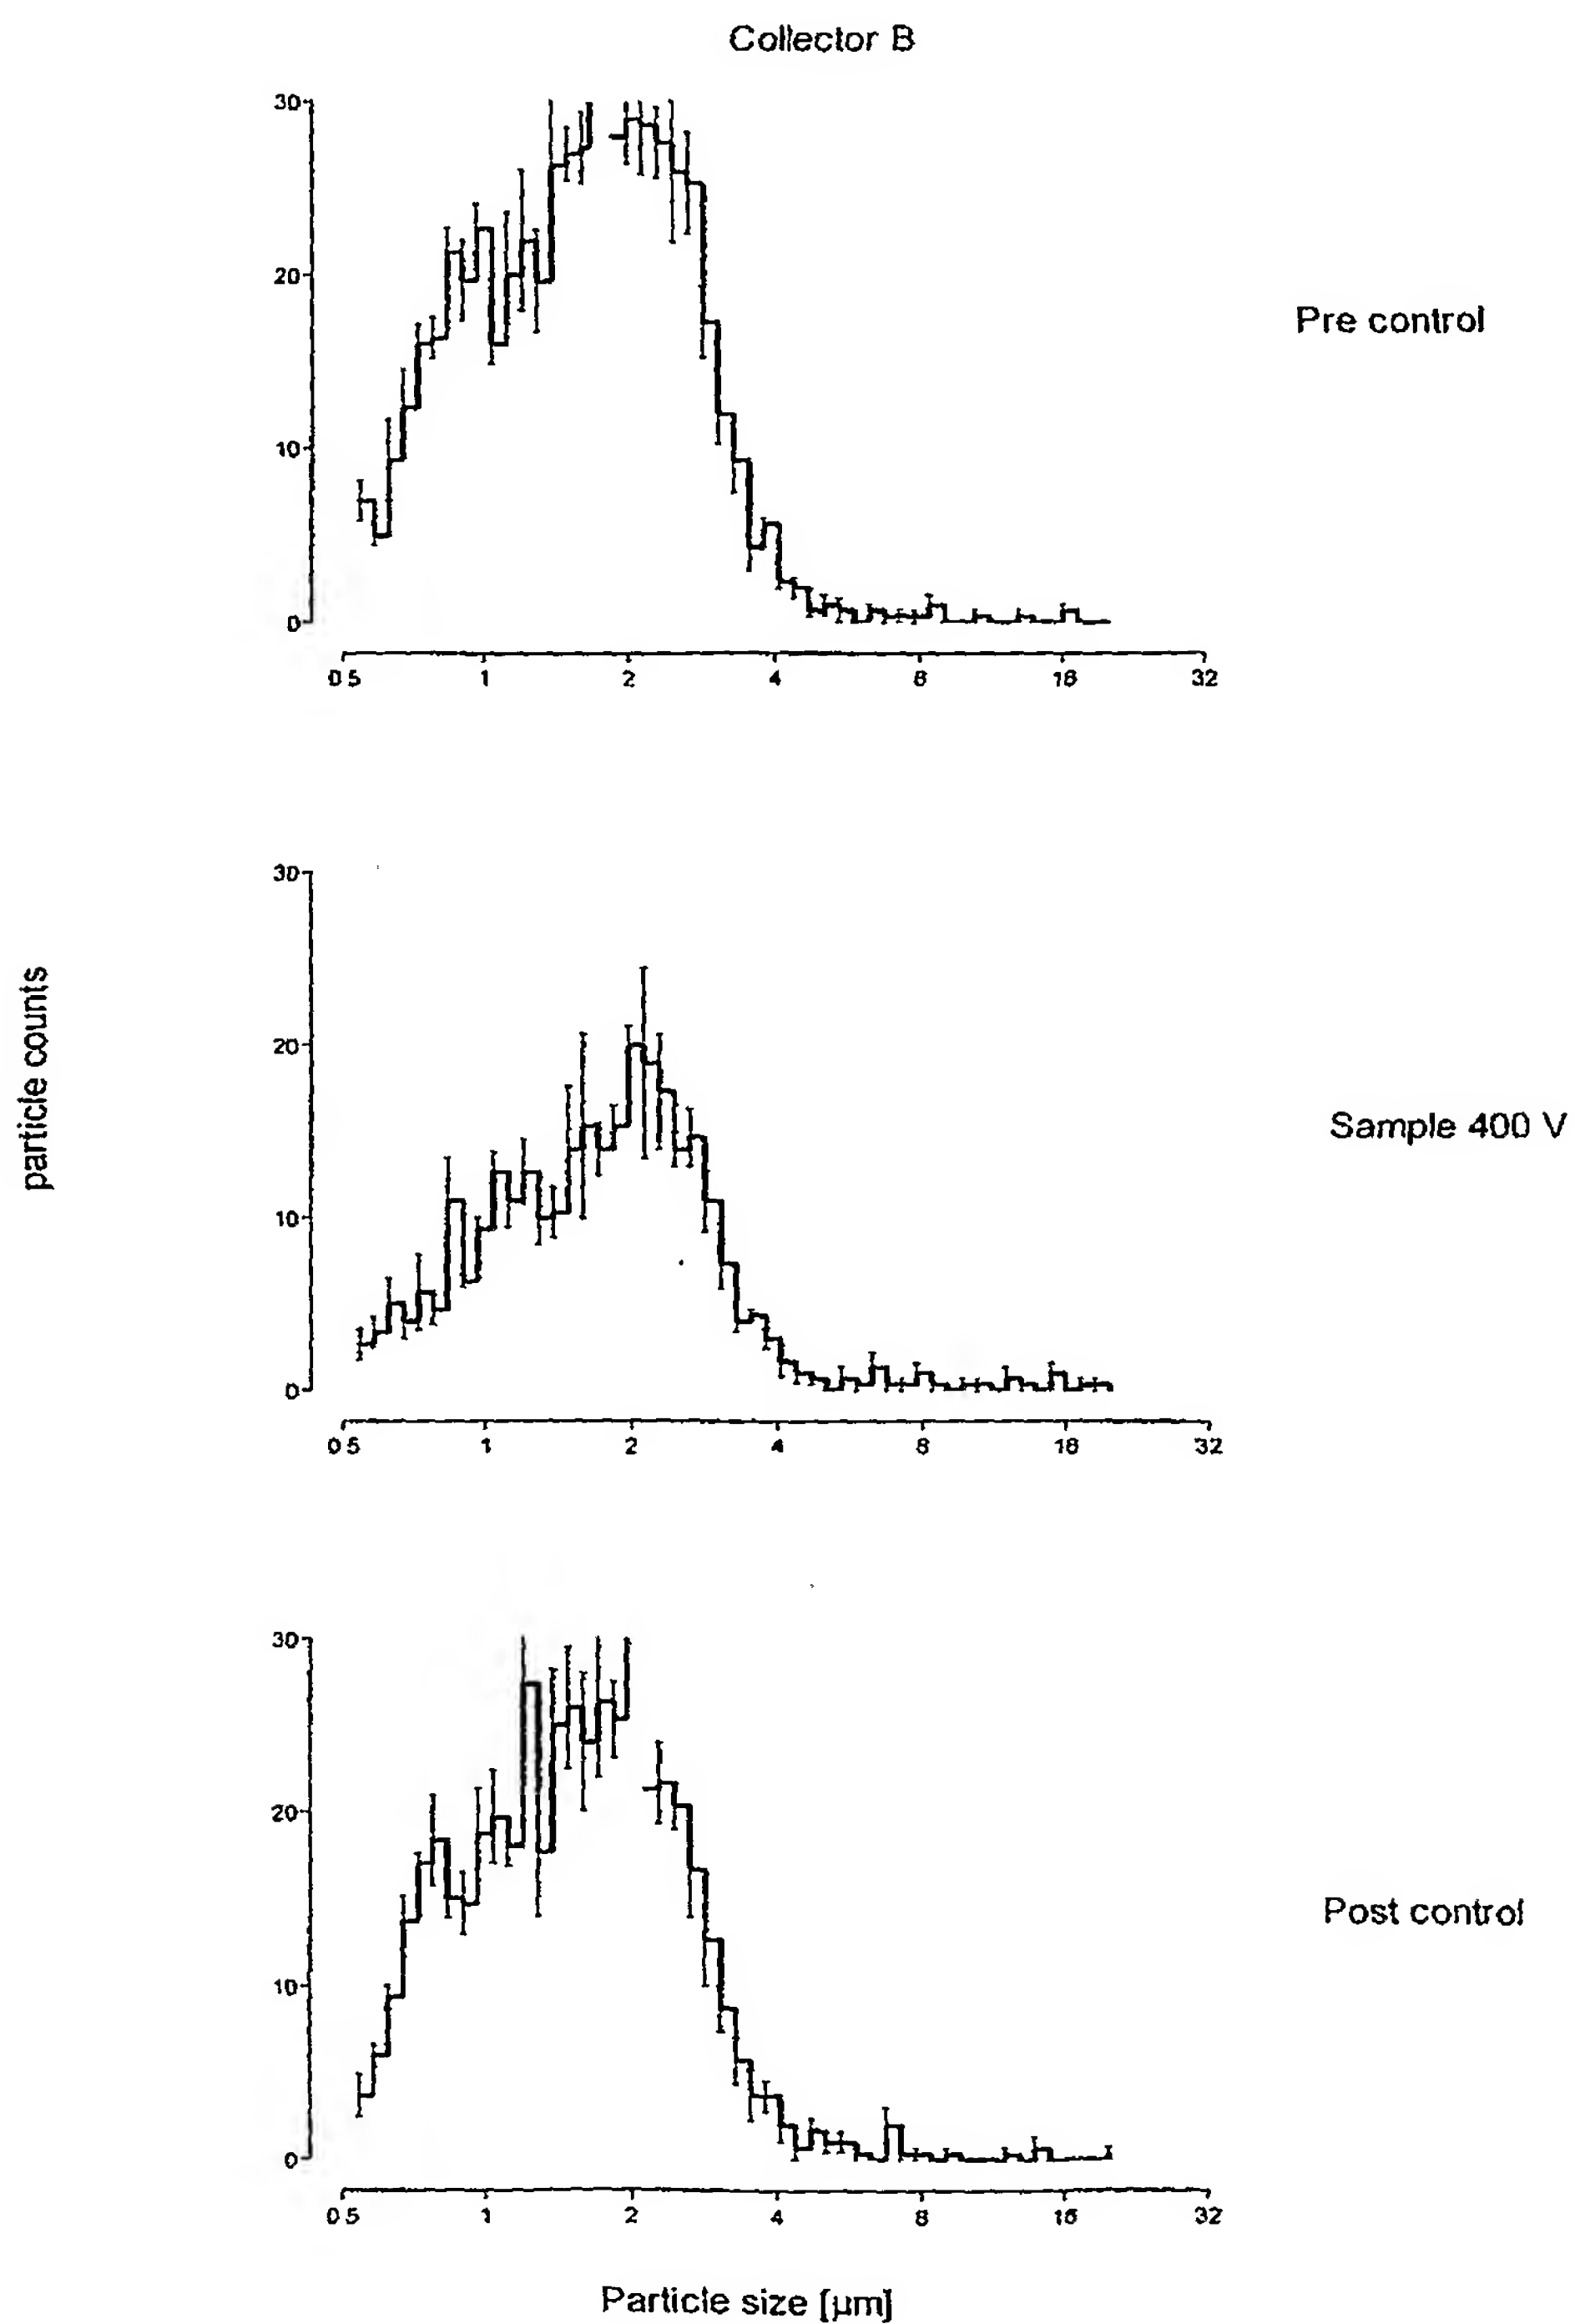 Collector B
30
20
10
0
0.5 1 2 4 8 16 32
Pre control
particle counts
30
20
10
0
0.5 1 2 4 8 16 32
Sample 400 V
30
20
10
0
0.5 1 2 4 8 16 32
Post control
Particle size [µm]